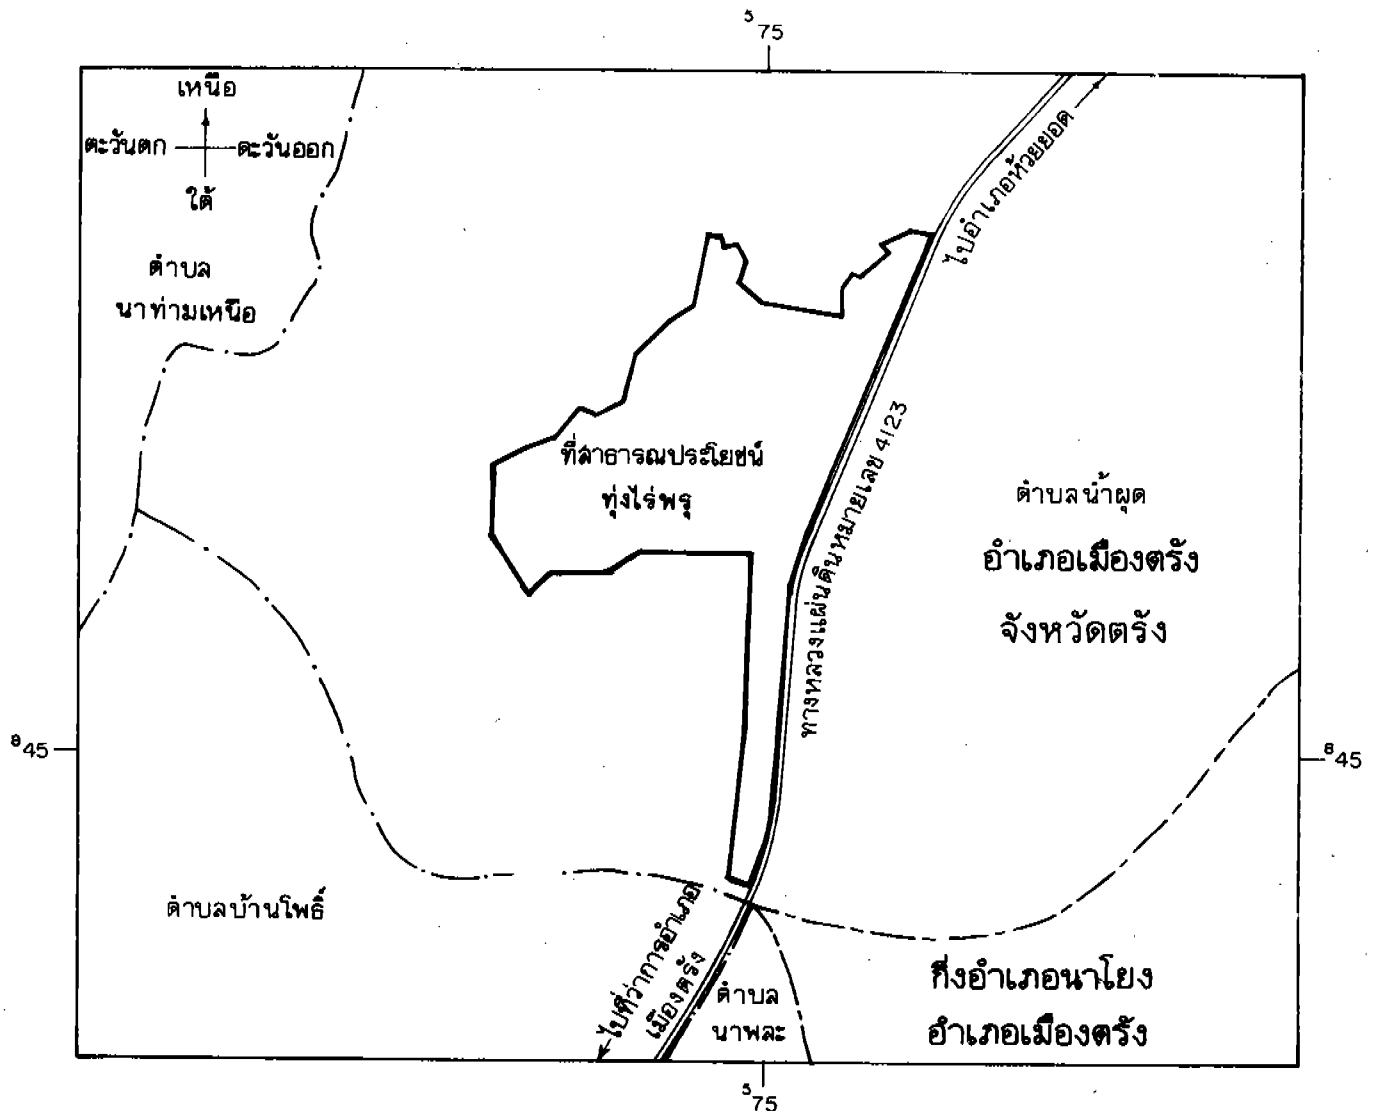 ⁵75
เหนือ
ตะวันตก
ตะวันออก
ใต้
ตำบล
นาท่ามเหนือ
ไปอำเภอห้วยยอด
ที่สาธารณประโยชน์
ทุ่งไร่พรุ
ทางหลวงแผ่นดินหมายเลข 4123
ตำบลน้ำผุด
อำเภอเมืองตรัง
จังหวัดตรัง
⁸45
⁸45
ตำบลบ้านโพธิ์
ไปที่ว่าการอำเภอ
เมืองตรัง
ตำบล
นาพละ
กิ่งอำเภอนาโยง
อำเภอเมืองตรัง
⁵75